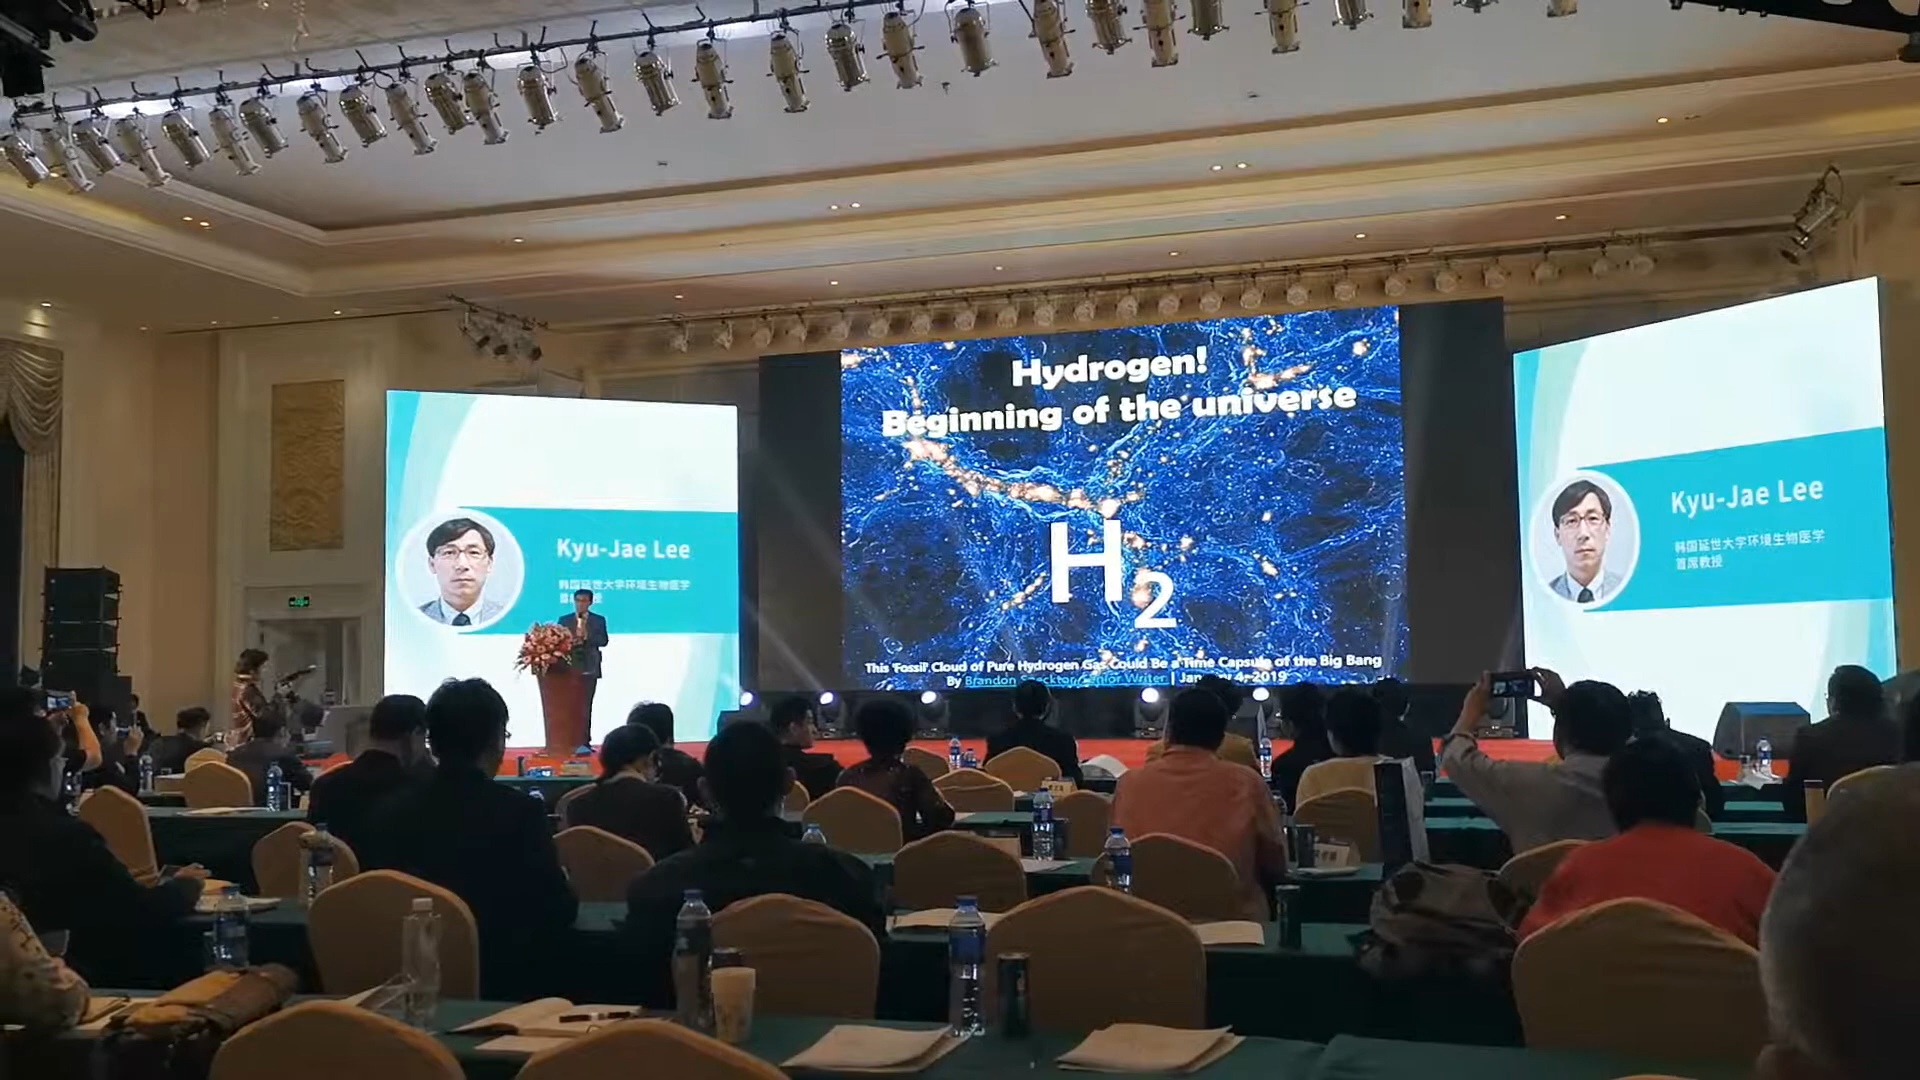 Kyu-Jae Lee
韩国延世大学环境生物医学
Hydrogen!
Beginning of the universe
H2
This 'Fossil' Cloud of Pure Hydrogen Gas Could Be a Time Capsule of the Big Bang
By Brandon Specktor, Senior Writer | January 4, 2019
Kyu-Jae Lee
韩国延世大学环境生物医学
首席教授